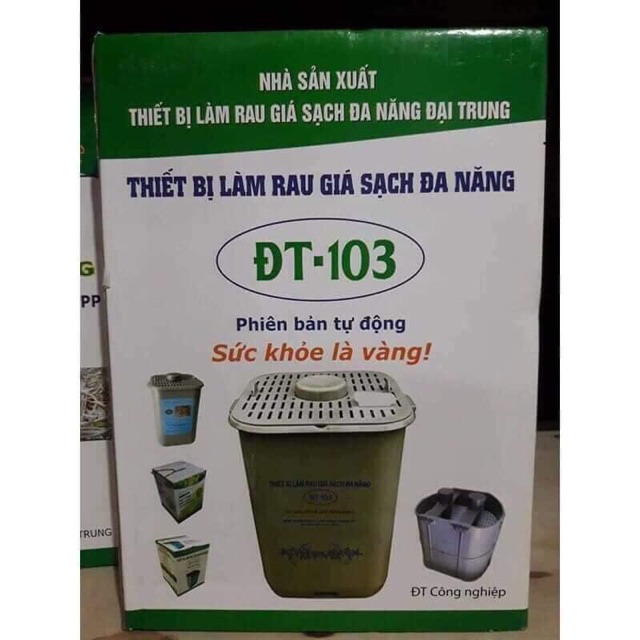 NHÀ SẢN XUẤT
THIẾT BỊ LÀM RAU GIÁ SẠCH ĐA NĂNG ĐẠI TRUNG
THIẾT BỊ LÀM RAU GIÁ SẠCH ĐA NĂNG
ĐT-103
Phiên bản tự động
Sức khỏe là vàng!
G
PP
THIẾT BỊ LÀM RAU GIÁ SẠCH ĐA NĂNG
ĐT-103
TRUNG
ĐT Công nghiệp